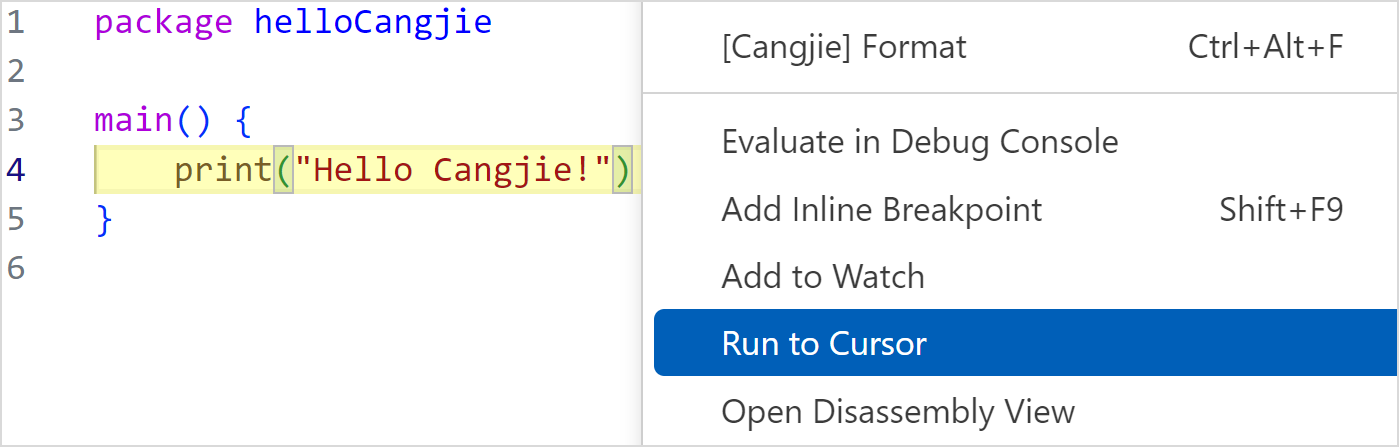 1 package helloCangjie
2
3 main() {
4     print("Hello Cangjie!")
5 }
6
[Cangjie] Format Ctrl+Alt+F
Evaluate in Debug Console
Add Inline Breakpoint Shift+F9
Add to Watch
Run to Cursor
Open Disassembly View